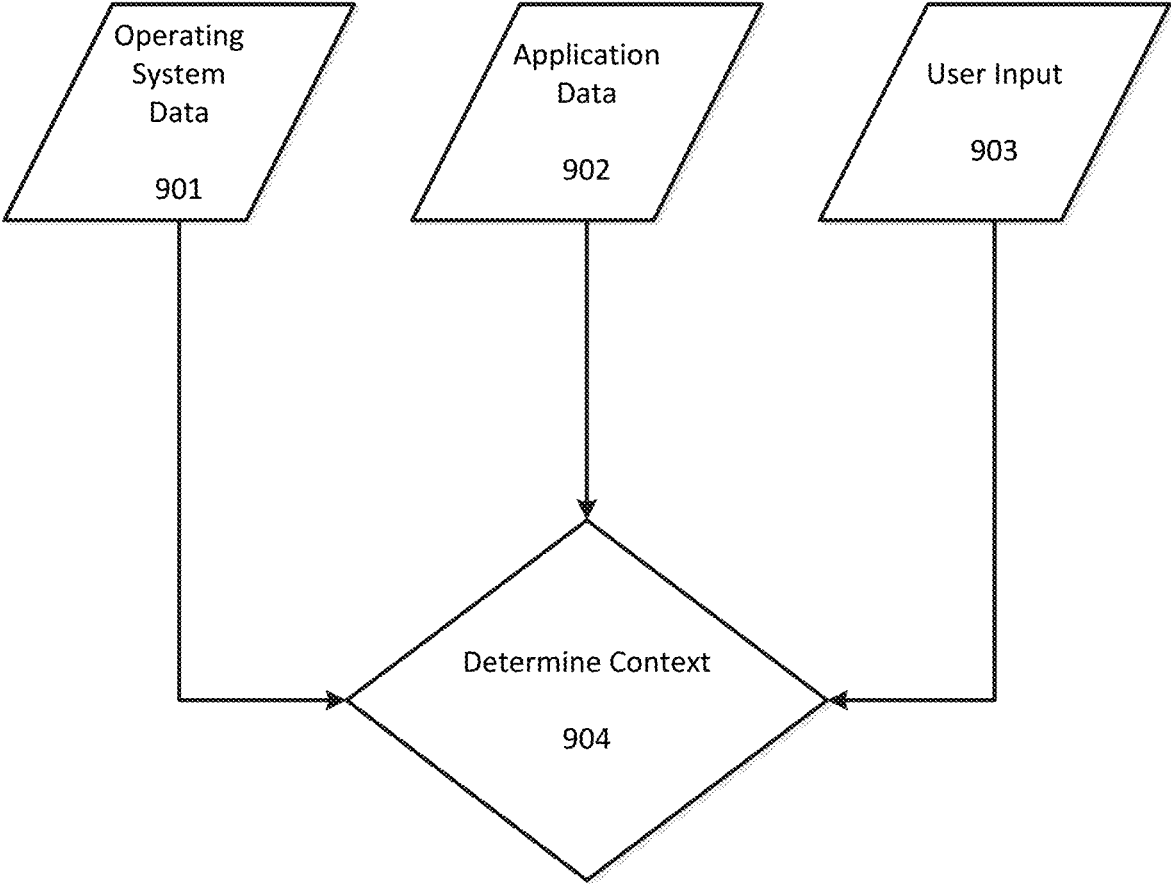 Operating
System
Data
901
Application
Data
902
User Input
903
Determine Context
904